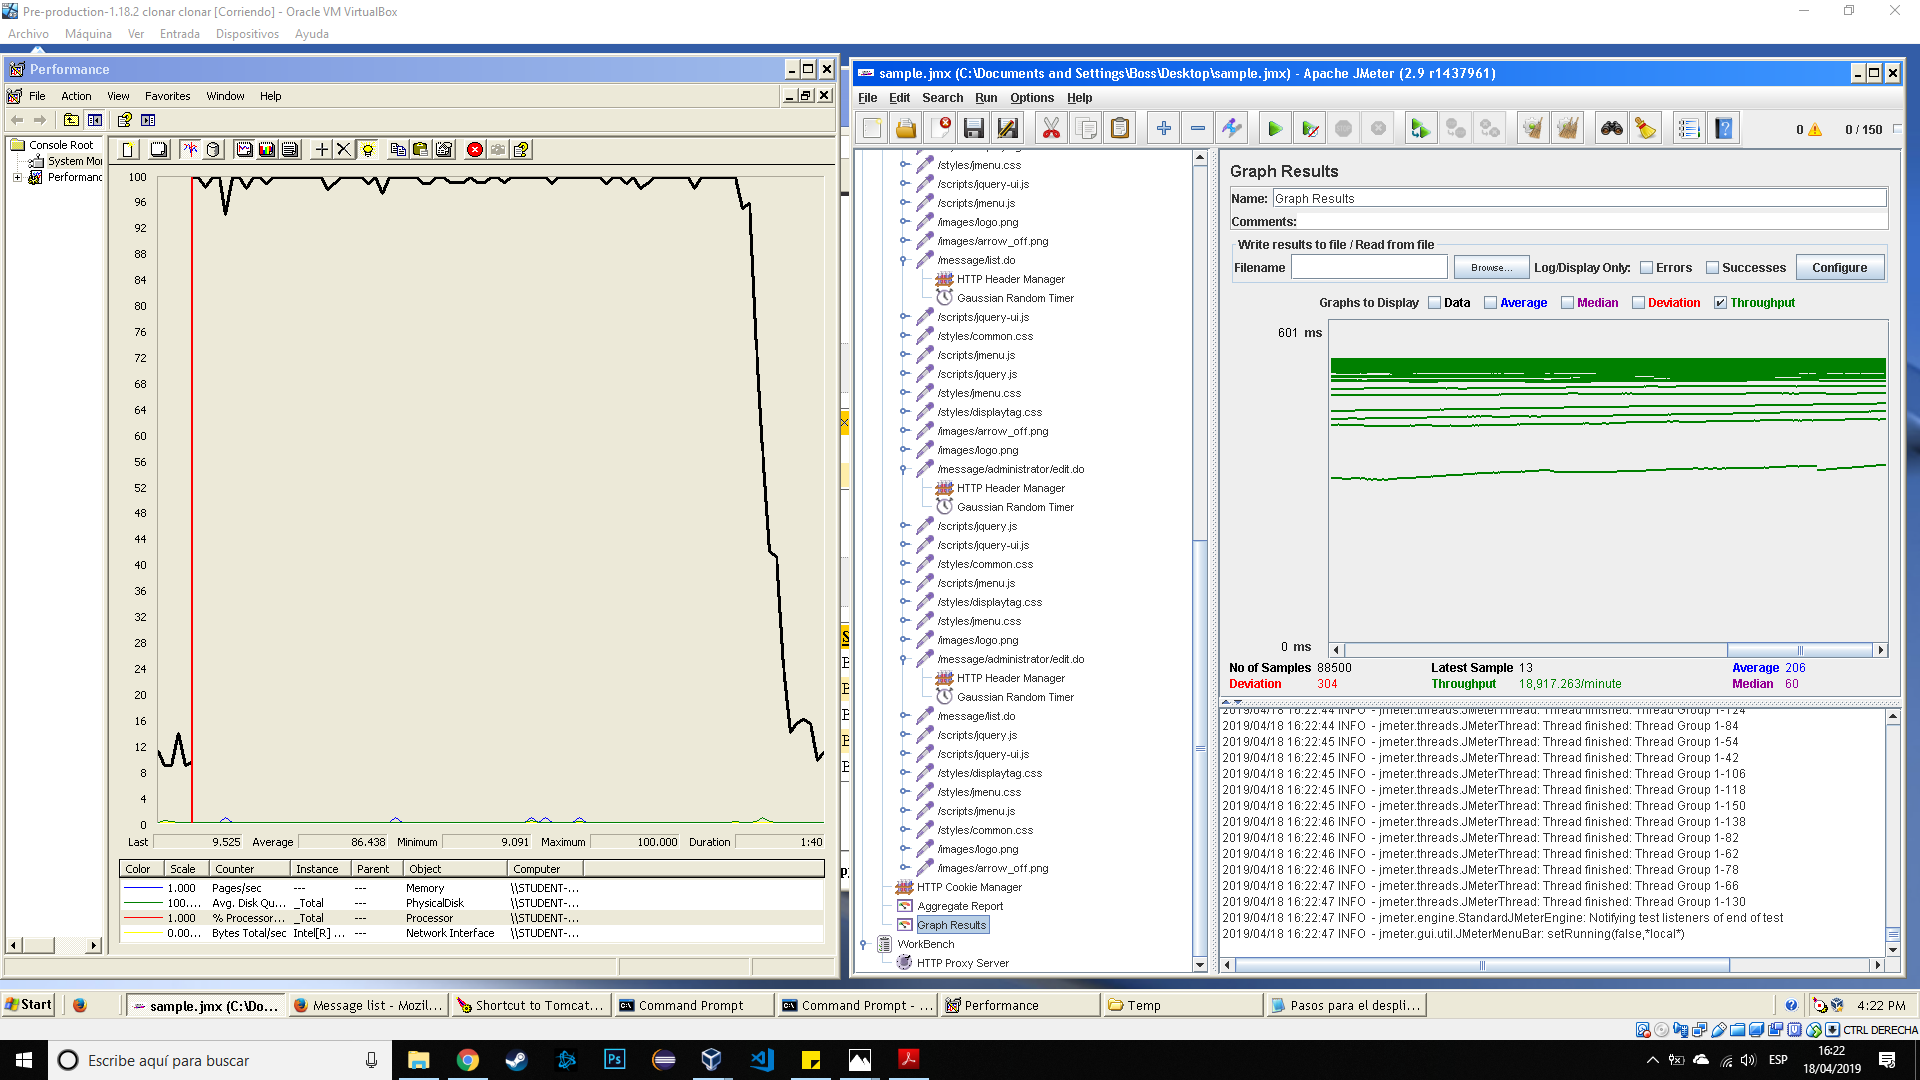 Pre-production-1.18.2 clonar clonar [Corriendo] - Oracle VM VirtualBox
Archivo Máquina Ver Entrada Dispositivos Ayuda
Performance
File Action View Favorites Window Help
Console Root
System Mo
Performanc
100
96
92
88
84
80
76
72
68
64
60
56
52
48
44
40
36
32
28
24
20
16
12
8
4
0
Last 9.525 Average 86.438 Minimum 9.091 Maximum 100.000 Duration 1:40
Color Scale Counter Instance Parent Object Computer
1.000 Pages/sec --- --- Memory \\STUDENT-...
100.... Avg. Disk Qu... _Total --- PhysicalDisk \\STUDENT-...
1.000 % Processor... _Total --- Processor \\STUDENT-...
0.00... Bytes Total/sec Intel[R] ... --- Network Interface \\STUDENT-...
sample.jmx (C:\Documents and Settings\Boss\Desktop\sample.jmx) - Apache JMeter (2.9 r1437961)
File Edit Search Run Options Help
0 0 / 150
/styles/jmenu.css
/scripts/jquery-ui.js
/scripts/jmenu.js
/images/logo.png
/images/arrow_off.png
/message/list.do
HTTP Header Manager
Gaussian Random Timer
/scripts/jquery-ui.js
/styles/common.css
/scripts/jmenu.js
/scripts/jquery.js
/styles/jmenu.css
/styles/displaytag.css
/images/arrow_off.png
/images/logo.png
/message/administrator/edit.do
HTTP Header Manager
Gaussian Random Timer
/scripts/jquery.js
/scripts/jquery-ui.js
/styles/common.css
/scripts/jmenu.js
/styles/displaytag.css
/styles/jmenu.css
/images/logo.png
/message/administrator/edit.do
HTTP Header Manager
Gaussian Random Timer
/message/list.do
/scripts/jquery.js
/scripts/jquery-ui.js
/styles/displaytag.css
/styles/jmenu.css
/scripts/jmenu.js
/styles/common.css
/images/logo.png
/images/arrow_off.png
HTTP Cookie Manager
Aggregate Report
Graph Results
WorkBench
HTTP Proxy Server
Graph Results
Name: Graph Results
Comments:
Write results to file / Read from file
Filename Browse... Log/Display Only: Errors Successes Configure
Graphs to Display Data Average Median Deviation Throughput
601 ms
0 ms
No of Samples 88500 Latest Sample 13 Average 206
Deviation 304 Throughput 18,917.263/minute Median 60
2019/04/18 16:22:44 INFO - jmeter.threads.JMeterThread: Thread finished: Thread Group 1-124
2019/04/18 16:22:44 INFO - jmeter.threads.JMeterThread: Thread finished: Thread Group 1-84
2019/04/18 16:22:45 INFO - jmeter.threads.JMeterThread: Thread finished: Thread Group 1-54
2019/04/18 16:22:45 INFO - jmeter.threads.JMeterThread: Thread finished: Thread Group 1-42
2019/04/18 16:22:45 INFO - jmeter.threads.JMeterThread: Thread finished: Thread Group 1-106
2019/04/18 16:22:45 INFO - jmeter.threads.JMeterThread: Thread finished: Thread Group 1-118
2019/04/18 16:22:45 INFO - jmeter.threads.JMeterThread: Thread finished: Thread Group 1-150
2019/04/18 16:22:46 INFO - jmeter.threads.JMeterThread: Thread finished: Thread Group 1-138
2019/04/18 16:22:46 INFO - jmeter.threads.JMeterThread: Thread finished: Thread Group 1-82
2019/04/18 16:22:46 INFO - jmeter.threads.JMeterThread: Thread finished: Thread Group 1-62
2019/04/18 16:22:46 INFO - jmeter.threads.JMeterThread: Thread finished: Thread Group 1-78
2019/04/18 16:22:47 INFO - jmeter.threads.JMeterThread: Thread finished: Thread Group 1-66
2019/04/18 16:22:47 INFO - jmeter.threads.JMeterThread: Thread finished: Thread Group 1-130
2019/04/18 16:22:47 INFO - jmeter.engine.StandardJMeterEngine: Notifying test listeners of end of test
2019/04/18 16:22:47 INFO - jmeter.gui.util.JMeterMenuBar: setRunning(false,*local*)
Start sample.jmx (C:\Do... Message list - Mozil... Shortcut to Tomcat... Command Prompt Command Prompt - ... Performance Temp Pasos para el despli... 4:22 PM
CTRL DERECHA
Escribe aquí para buscar
ESP
16:22
18/04/2019